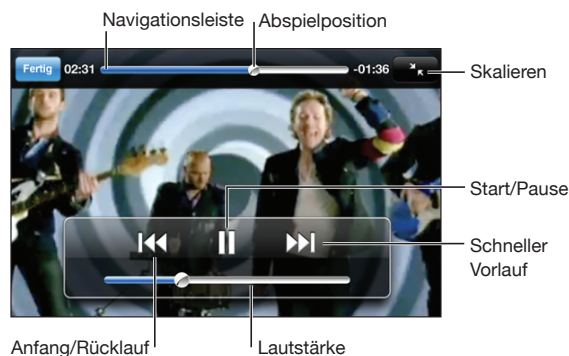 Navigationsleiste
Abspielposition
Fertig 02:31 -01:36
Skalieren
Start/Pause
Schneller
Vorlauf
Anfang/Rücklauf
Lautstärke